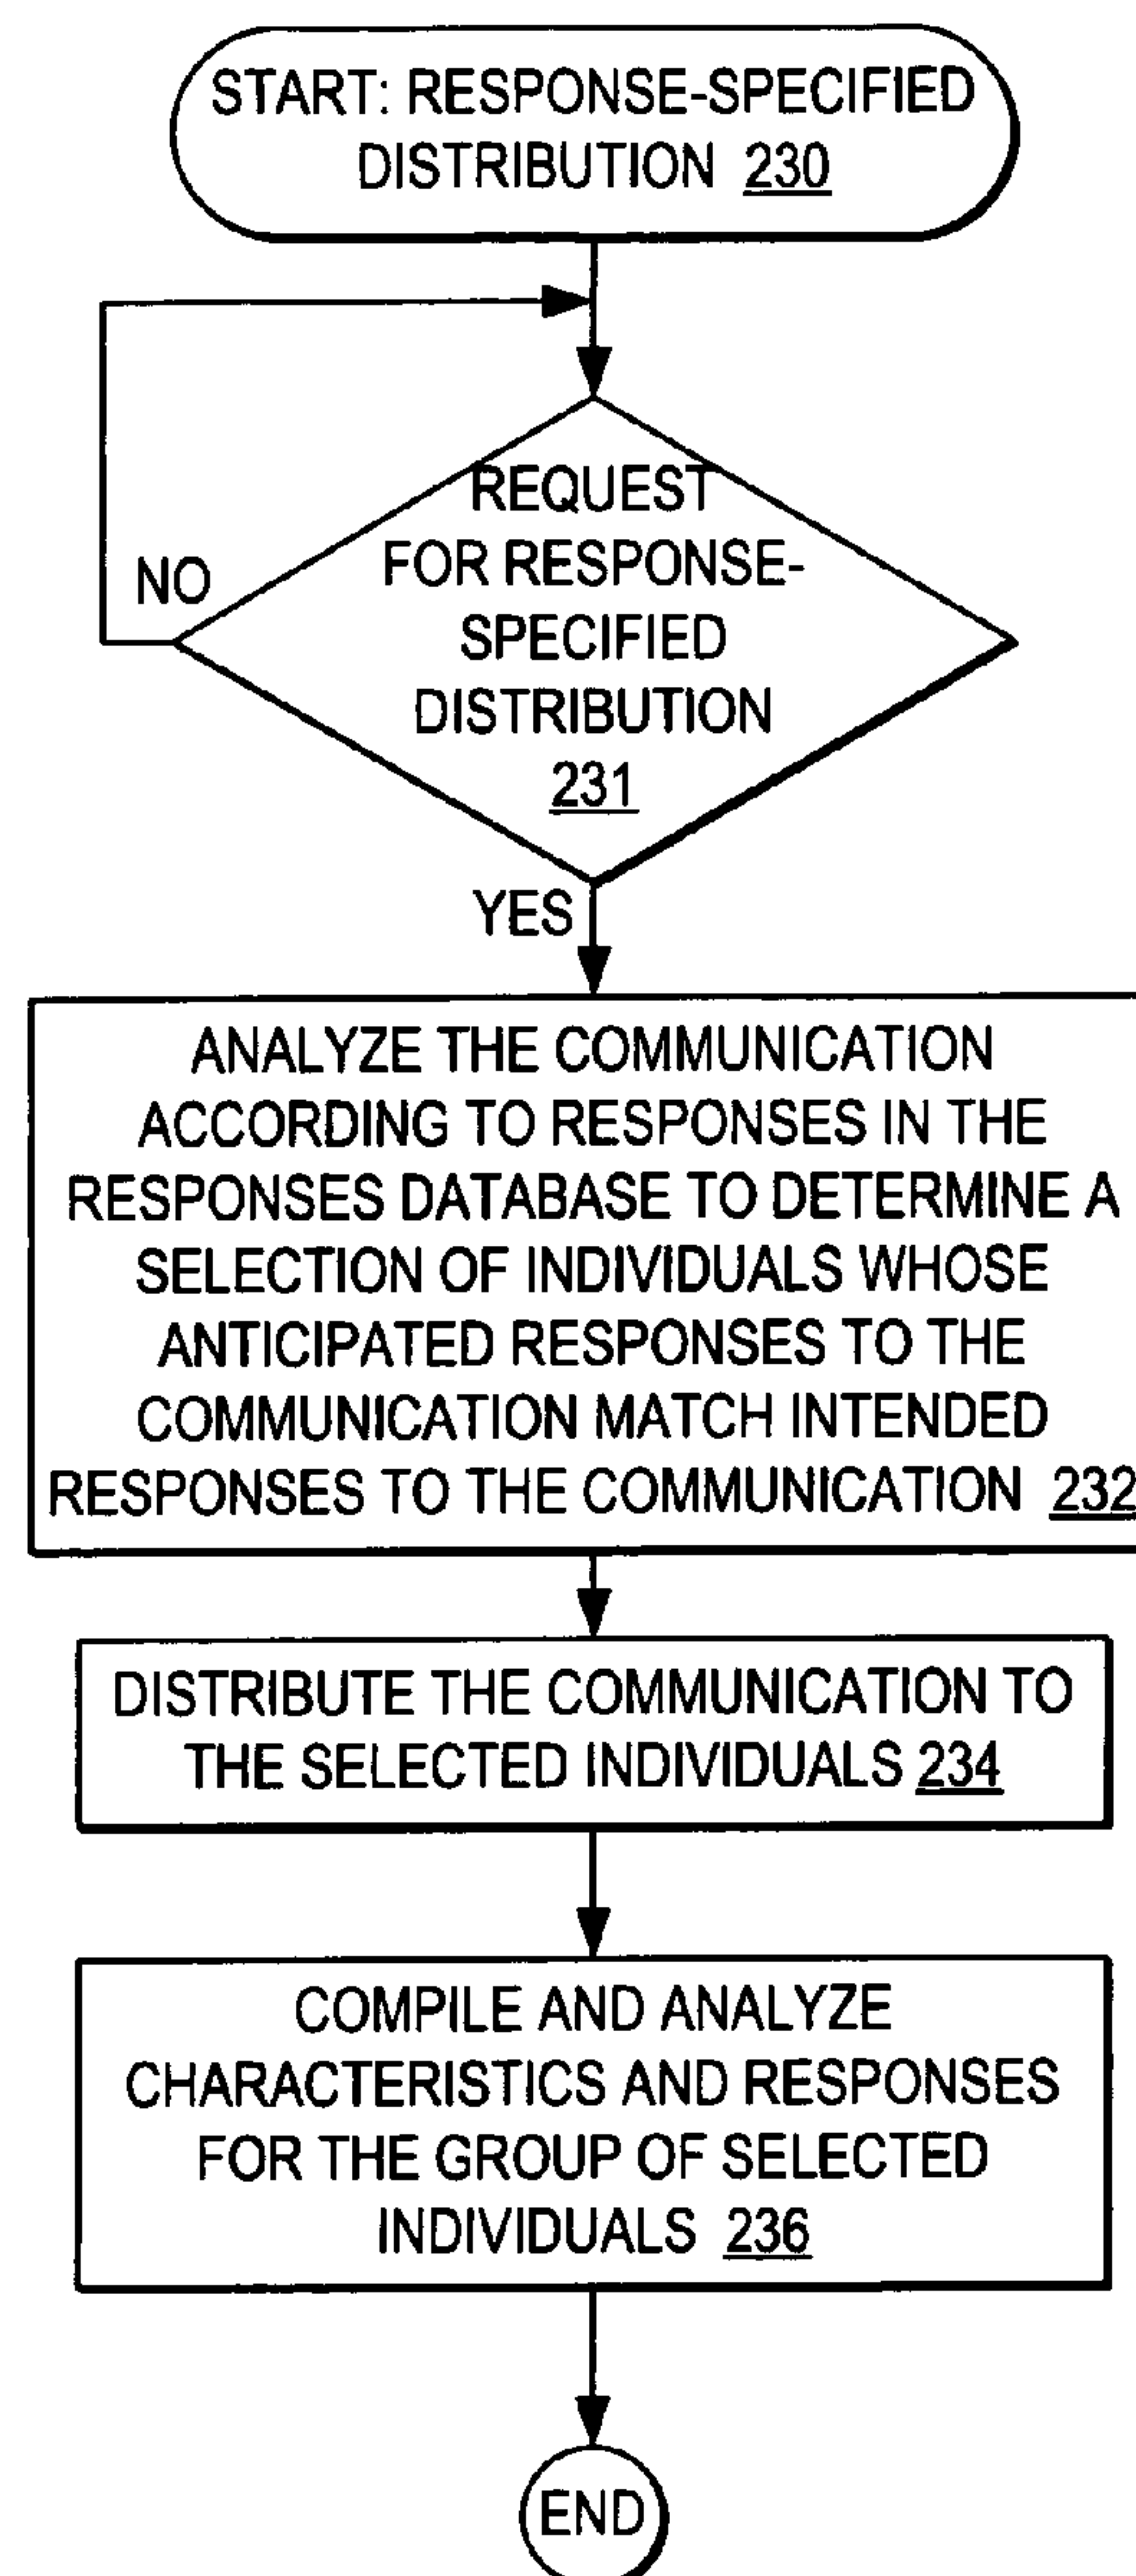 START: RESPONSE-SPECIFIED
DISTRIBUTION 230
REQUEST
FOR RESPONSE-
SPECIFIED
DISTRIBUTION
231
NO
YES
ANALYZE THE COMMUNICATION
ACCORDING TO RESPONSES IN THE
RESPONSES DATABASE TO DETERMINE A
SELECTION OF INDIVIDUALS WHOSE
ANTICIPATED RESPONSES TO THE
COMMUNICATION MATCH INTENDED
RESPONSES TO THE COMMUNICATION 232
DISTRIBUTE THE COMMUNICATION TO
THE SELECTED INDIVIDUALS 234
COMPILE AND ANALYZE
CHARACTERISTICS AND RESPONSES
FOR THE GROUP OF SELECTED
INDIVIDUALS 236
END